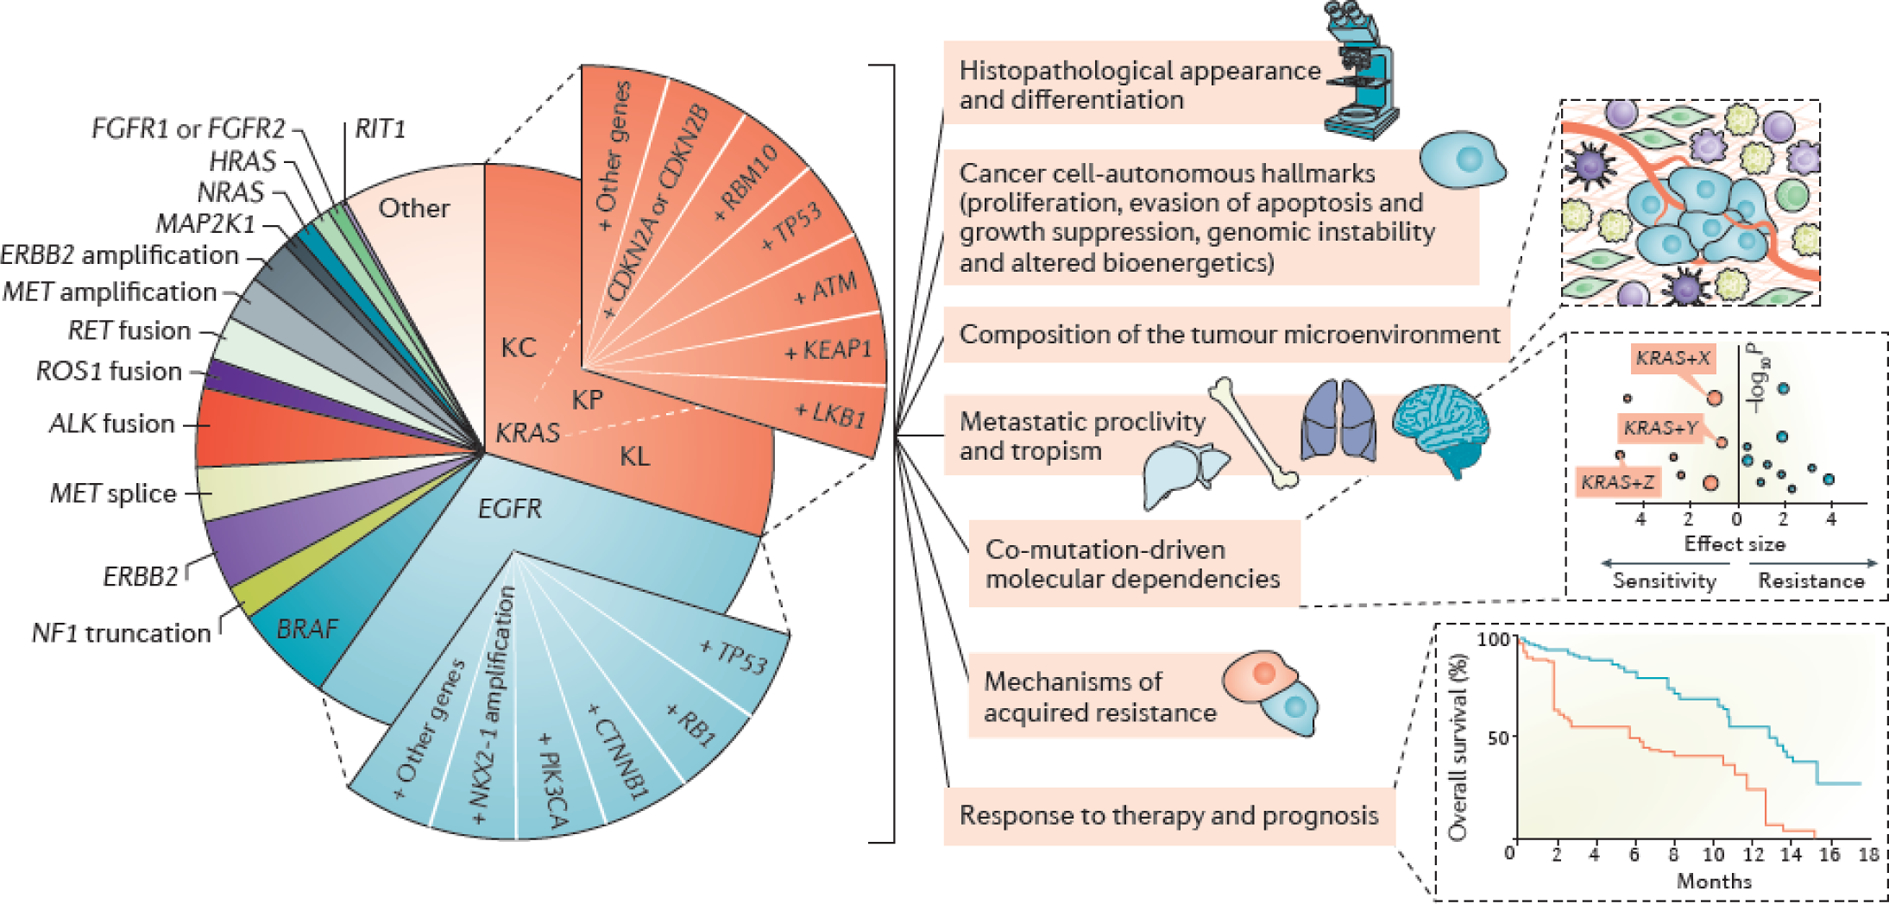 FGFR1 or FGFR2
RIT1
HRAS
NRAS
MAP2K1
ERBB2 amplification
MET amplification
RET fusion
ROS1 fusion
ALK fusion
MET splice
ERBB2
NF1 truncation
BRAF
Other
KC
KP
KRAS
KL
EGFR
+ Other genes
+ CDKN2A or CDKN2B
+ RBM10
+ TP53
+ ATM
+ KEAP1
+ LKB1
+ TP53
+ RB1
+ CTNNB1
+ PIK3CA
+ NKX2-1 amplification
+ Other genes
Histopathological appearance
and differentiation
Cancer cell-autonomous hallmarks
(proliferation, evasion of apoptosis and
growth suppression, genomic instability
and altered bioenergetics)
Composition of the tumour microenvironment
Metastatic proclivity
and tropism
Co-mutation-driven
molecular dependencies
Mechanisms of
acquired resistance
Response to therapy and prognosis
KRAS+X
KRAS+Y
KRAS+Z
–log₁₀P
4 2 0 2 4
Effect size
Sensitivity Resistance
100
50
Overall survival (%)
0 2 4 6 8 10 12 14 16 18
Months